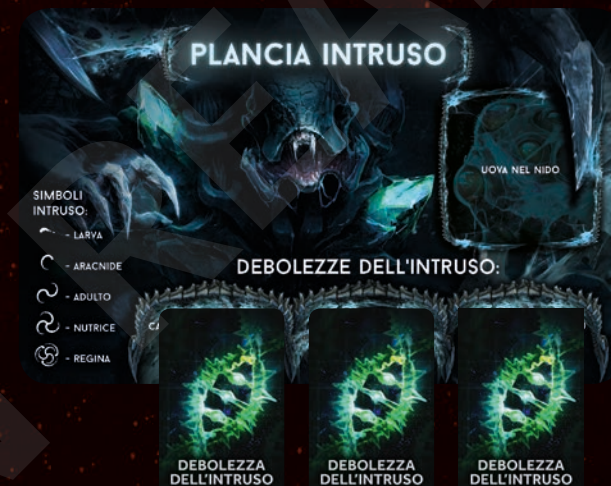 PLANCIA INTRUSO
UOVA NEL NIDO
SIMBOLI
INTRUSO:
- LARVA
- ARACNIDE
- ADULTO
- NUTRICE
- REGINA
DEBOLEZZE DELL'INTRUSO:
DEBOLEZZA
DELL'INTRUSO
DEBOLEZZA
DELL'INTRUSO
DEBOLEZZA
DELL'INTRUSO